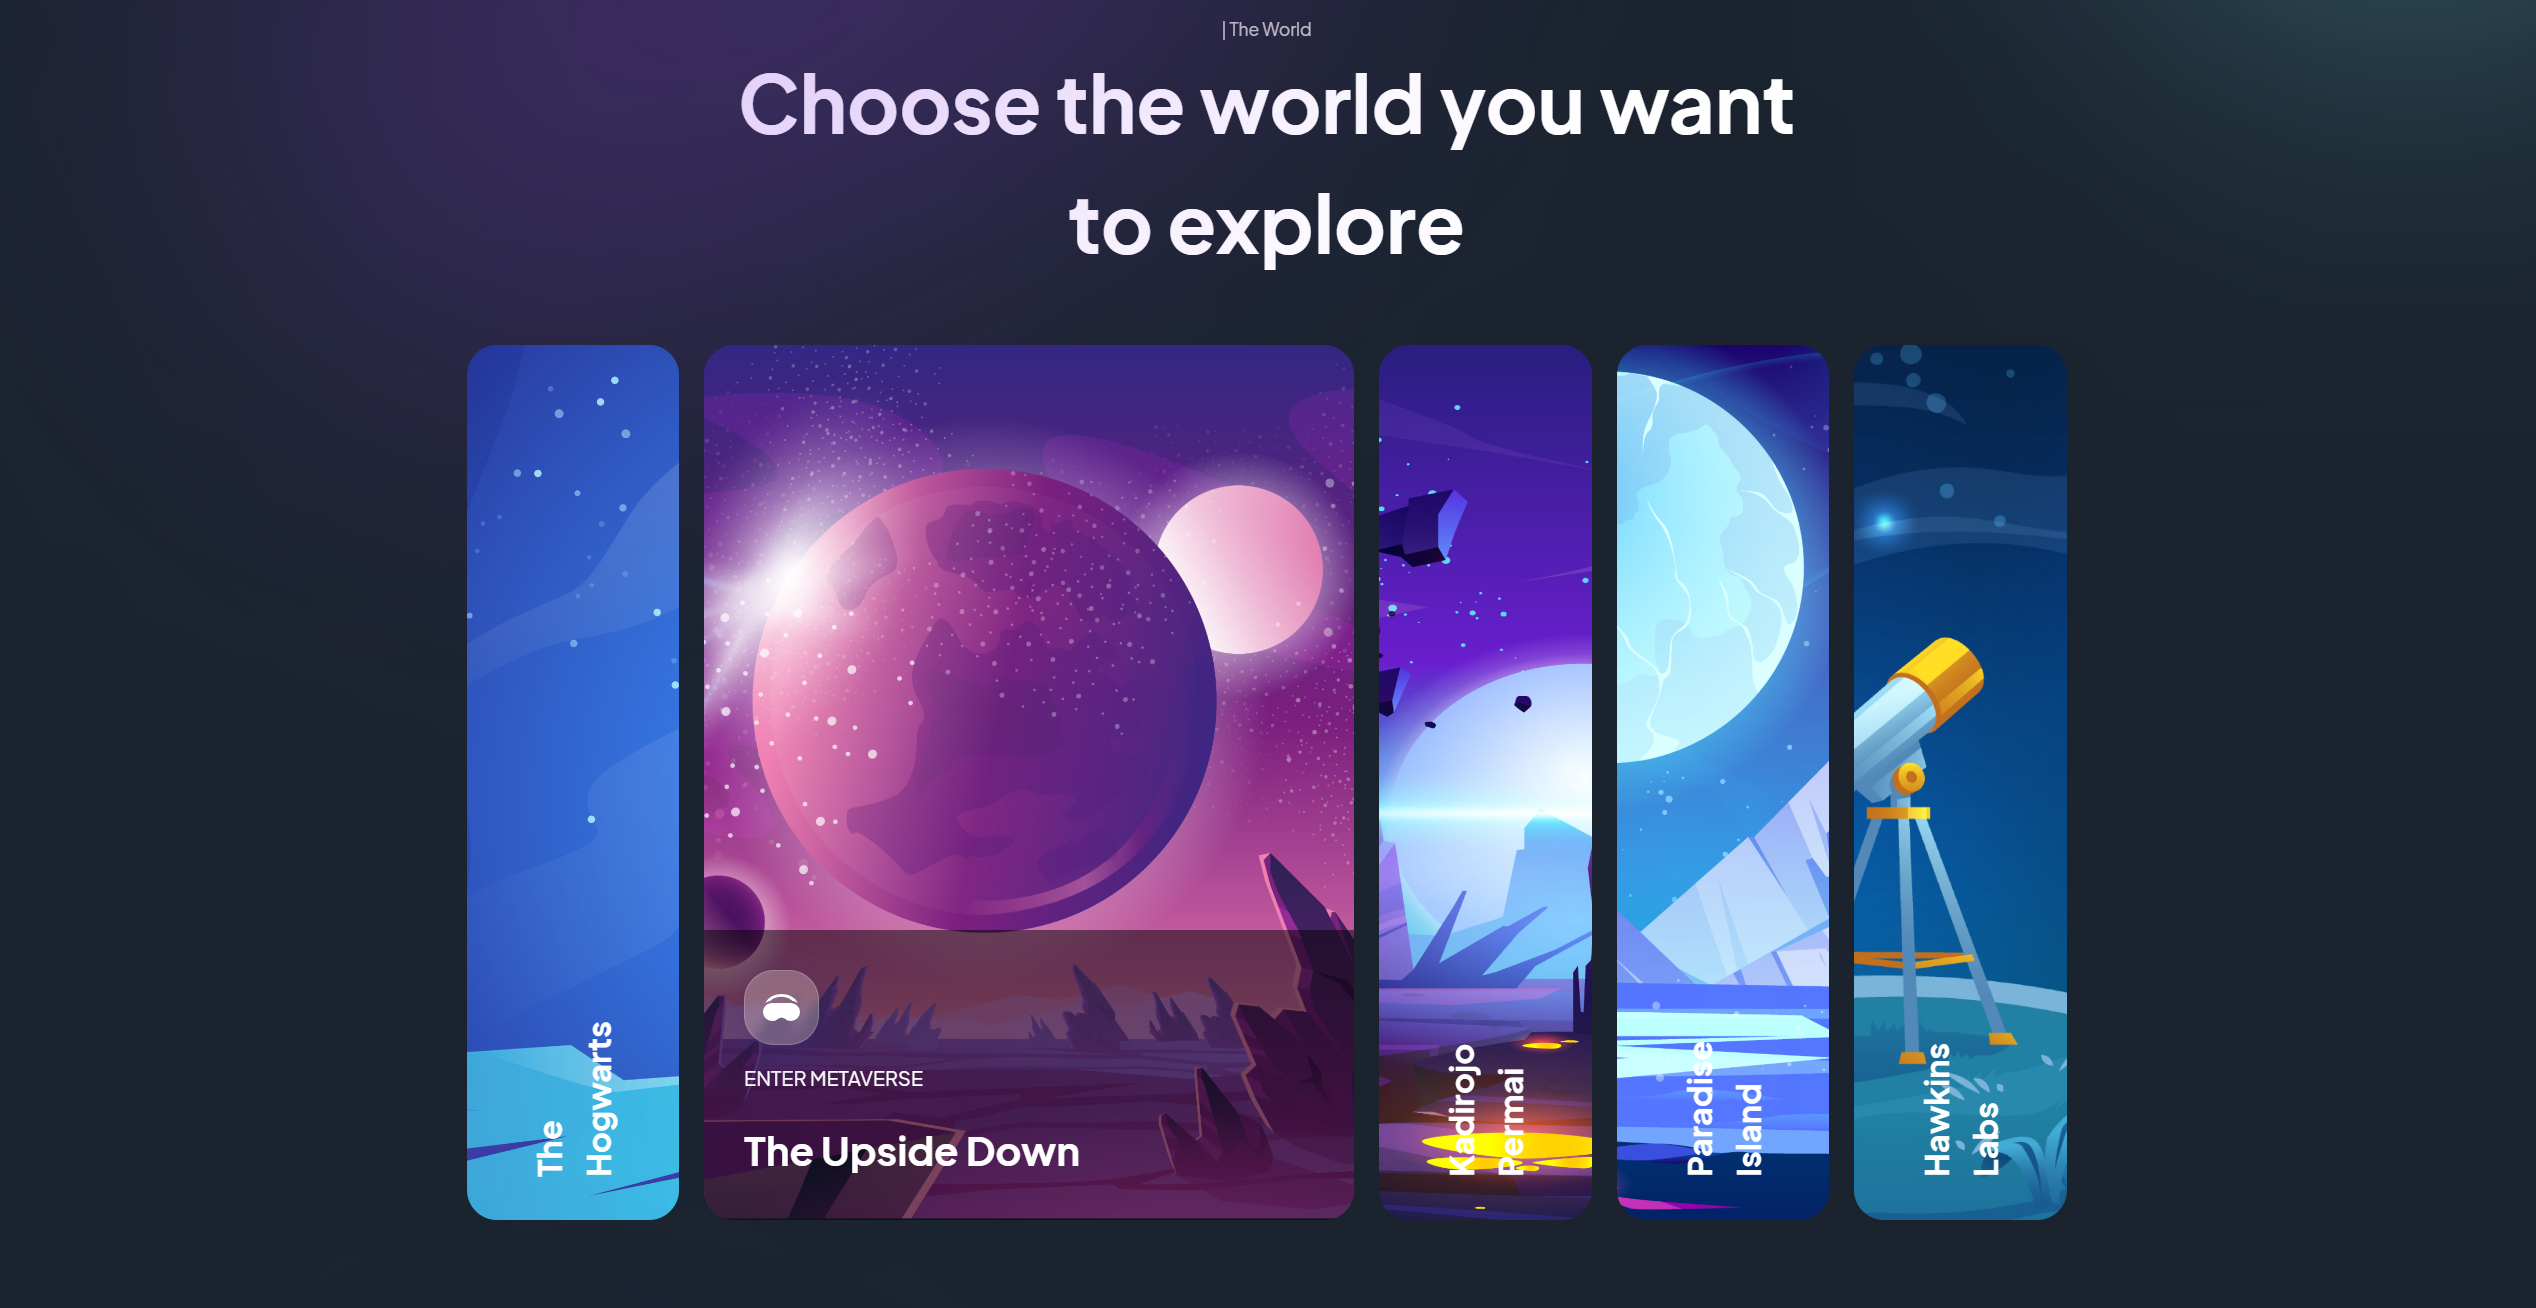 | The World
Choose the world you want
to explore
The
Hogwarts
ENTER METAVERSE
The Upside Down
Kadirojo
Permai
Paradise
Island
Hawkins
Labs